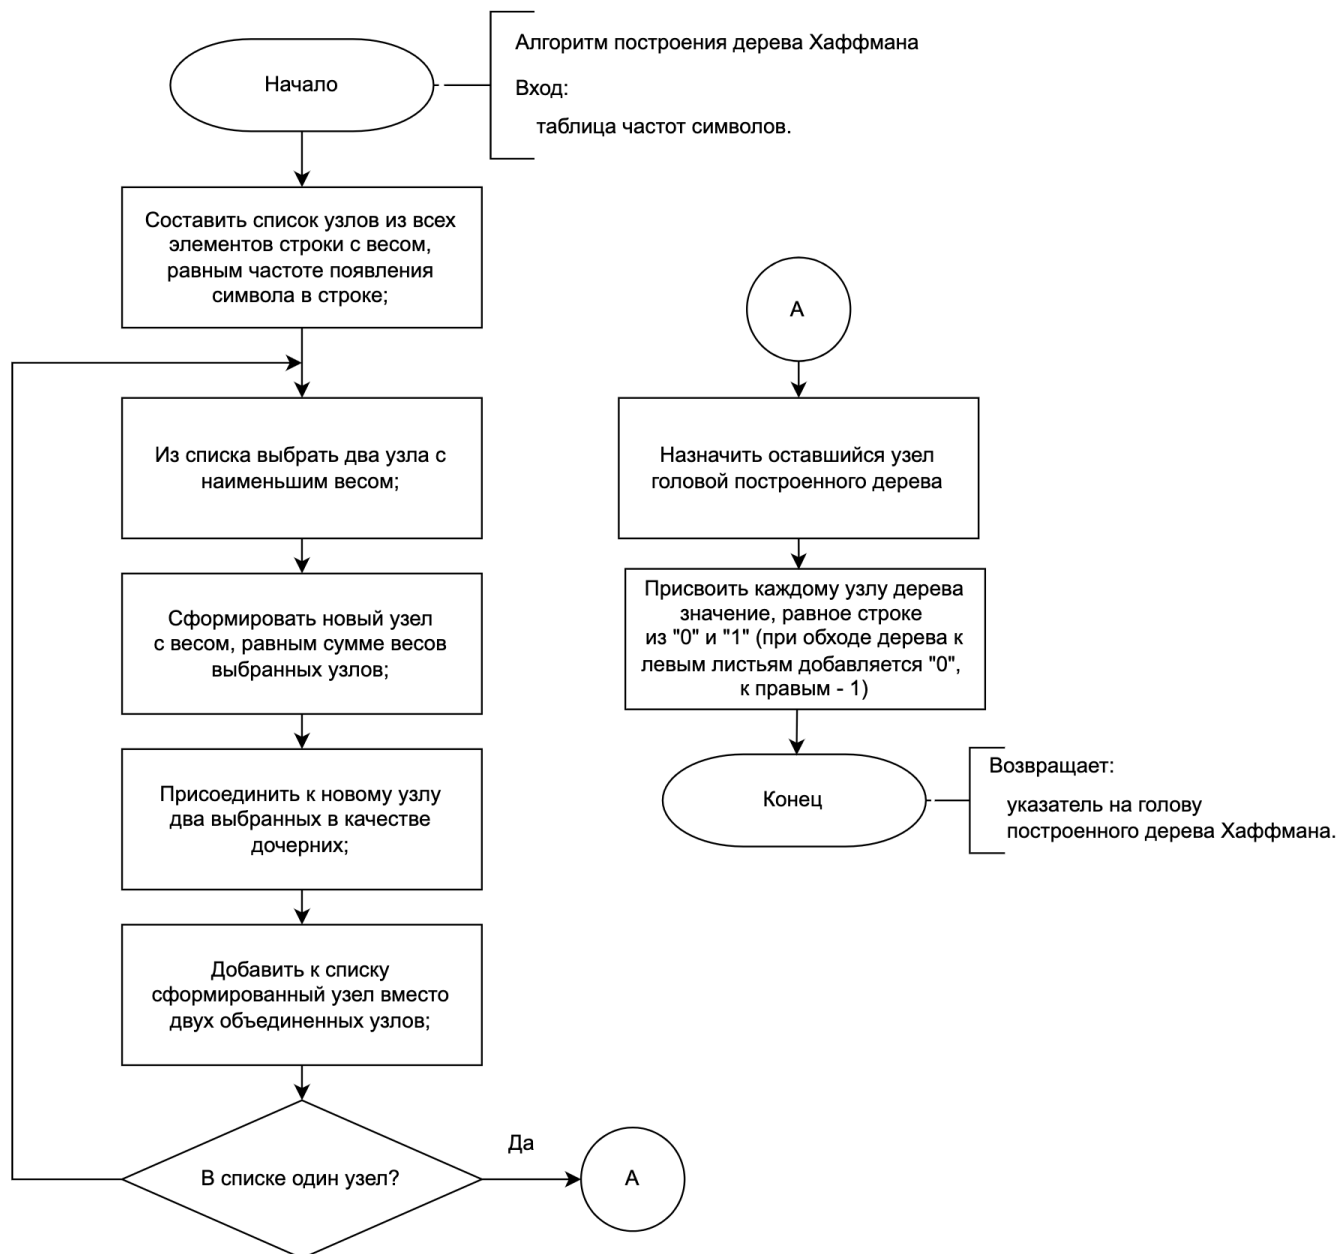 Начало
Алгоритм построения дерева Хаффмана
Вход:
таблица частот символов.
Составить список узлов из всех
элементов строки с весом,
равным частоте появления
символа в строке;
Из списка выбрать два узла с
наименьшим весом;
Сформировать новый узел
с весом, равным сумме весов
выбранных узлов;
Присоединить к новому узлу
два выбранных в качестве
дочерних;
Добавить к списку
сформированный узел вместо
двух объединенных узлов;
В списке один узел?
Да
А
А
Назначить оставшийся узел
головой построенного дерева
Присвоить каждому узлу дерева
значение, равное строке
из "0" и "1" (при обходе дерева к
левым листьям добавляется "0",
к правым - 1)
Конец
Возвращает:
указатель на голову
построенного дерева Хаффмана.